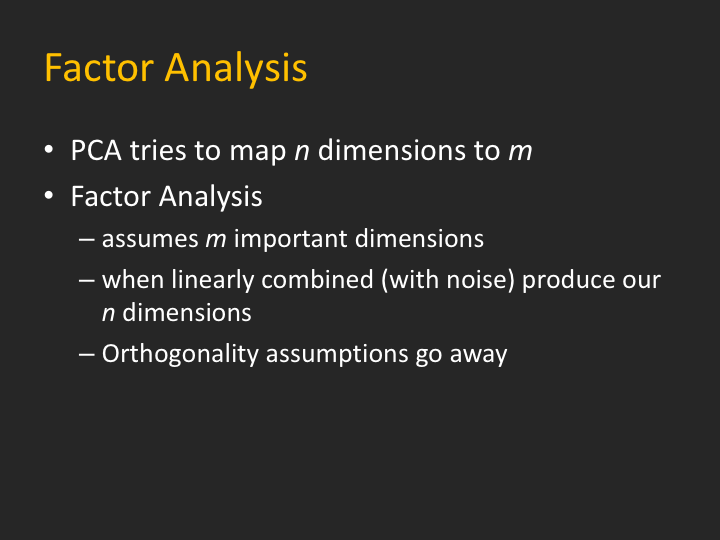 Factor Analysis
• PCA tries to map n dimensions to m
• Factor Analysis
– assumes m important dimensions
– when linearly combined (with noise) produce our
n dimensions
– Orthogonality assumptions go away